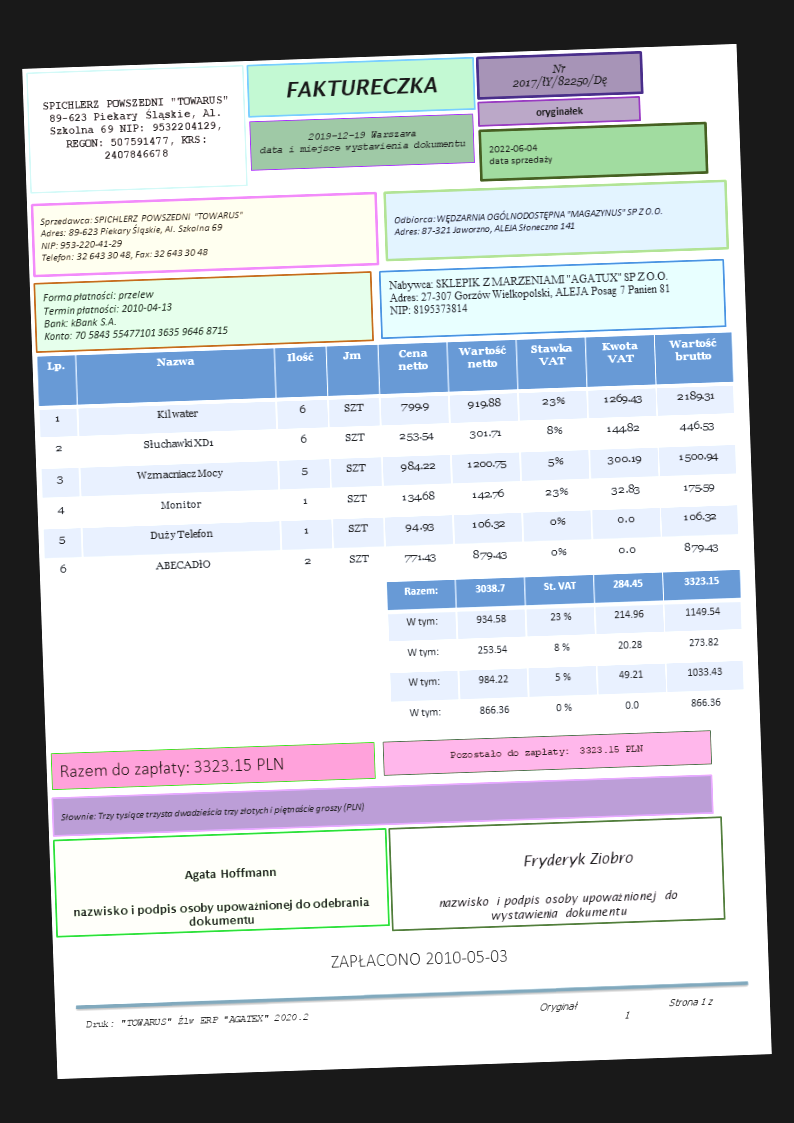 SPICHLERZ POWSZEDNI "TOWARUS"
89-623 Piekary Śląskie, Al.
Szkolna 69 NIP: 9532204129,
REGON: 507591477, KRS:
2407846678
FAKTURECZKA
2019-12-19 Warszawa
data i miejsce wystawienia dokumentu
Nr
2017/łY/82250/Dę
oryginałek
2022-06-04
data sprzedaży
Sprzedawca: SPICHLERZ POWSZEDNI "TOWARUS"
Adres: 89-623 Piekary Śląskie, Al. Szkolna 69
NIP: 953-220-41-29
Telefon: 32 643 30 48, Fax: 32 643 30 48
Odbiorca: WĘDZARNIA OGÓLNODOSTĘPNA "MAGAZYNUS" SP Z O.O.
Adres: 87-321 Jaworzno, ALEJA Słoneczna 141
Forma płatności: przelew
Termin płatności: 2010-04-13
Bank: kBank S.A.
Konto: 70 5843 55477101 3635 9646 8715
Nabywca: SKLEPIK Z MARZENIAMI "AGATUX" SP Z O.O.
Adres: 27-307 Gorzów Wielkopolski, ALEJA Posag 7 Panien 81
NIP: 8195373814
Lp. Nazwa Ilość Jm Cena netto Wartość netto Stawka VAT Kwota VAT Wartość brutto
1 Kilwater 6 SZT 799.9 919.88 23% 1269.43 2189.31
2 Słuchawki XD1 6 SZT 253.54 301.71 8% 144.82 446.53
3 Wzmacniacz Mocy 5 SZT 984.22 1200.75 5% 300.19 1500.94
4 Monitor 1 SZT 134.68 142.76 23% 32.83 175.59
5 Duży Telefon 1 SZT 94.93 106.32 0% 0.0 106.32
6 ABECADłO 2 SZT 771.43 879.43 0% 0.0 879.43
Razem: 3038.7 St. VAT 284.45 3323.15
W tym: 934.58 23 % 214.96 1149.54
W tym: 253.54 8 % 20.28 273.82
W tym: 984.22 5 % 49.21 1033.43
W tym: 866.36 0 % 0.0 866.36
Razem do zapłaty: 3323.15 PLN
Pozostało do zapłaty: 3323.15 PLN
Słownie: Trzy tysiące trzysta dwadzieścia trzy złotych i piętnaście groszy (PLN)
Agata Hoffmann
nazwisko i podpis osoby upoważnionej do odebrania
dokumentu
Fryderyk Ziobro
nazwisko i podpis osoby upoważnionej do
wystawienia dokumentu
ZAPŁACONO 2010-05-03
Druk: "TOWARUS" Źlw ERP "AGATEX" 2020.2
Oryginał
Strona 1 z
1